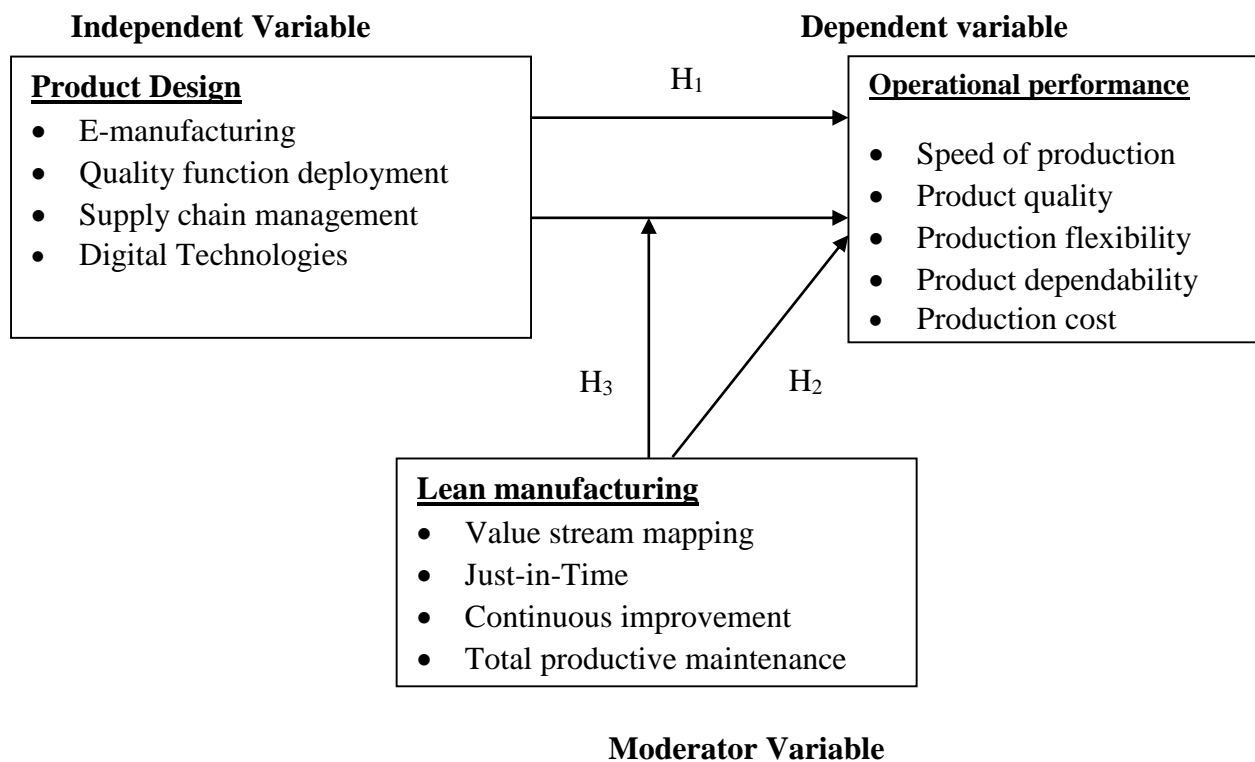 Independent Variable
Dependent variable
Product Design
• E-manufacturing
• Quality function deployment
• Supply chain management
• Digital Technologies
H₁
Operational performance
• Speed of production
• Product quality
• Production flexibility
• Product dependability
• Production cost
H₃
H₂
Lean manufacturing
• Value stream mapping
• Just-in-Time
• Continuous improvement
• Total productive maintenance
Moderator Variable